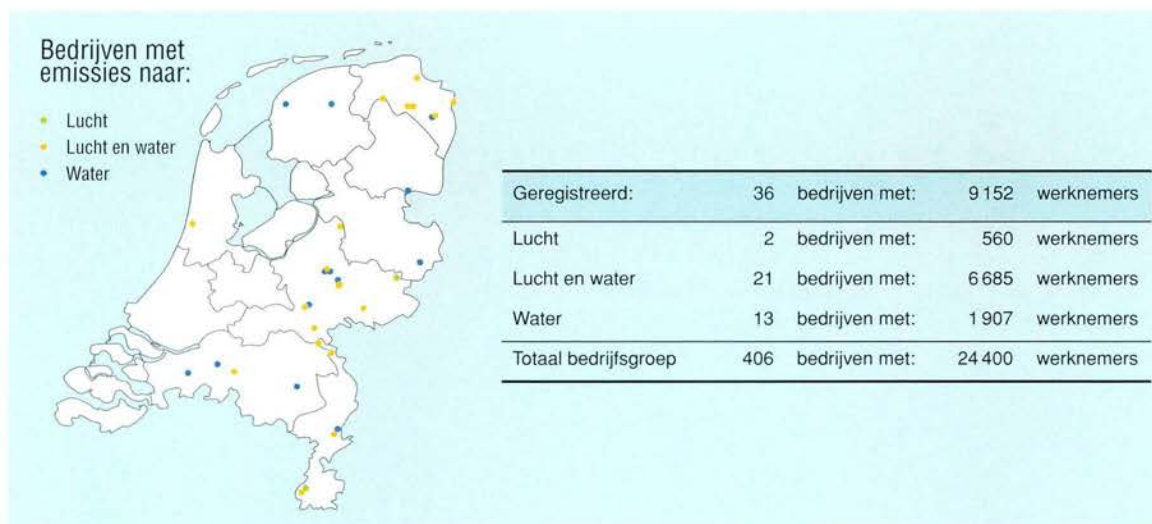 Bedrijven met
emissies naar:
Lucht
Lucht en water
Water
Geregistreerd: 36 bedrijven met: 9 152 werknemers
Lucht 2 bedrijven met: 560 werknemers
Lucht en water 21 bedrijven met: 6 685 werknemers
Water 13 bedrijven met: 1 907 werknemers
Totaal bedrijfsgroep 406 bedrijven met: 24 400 werknemers